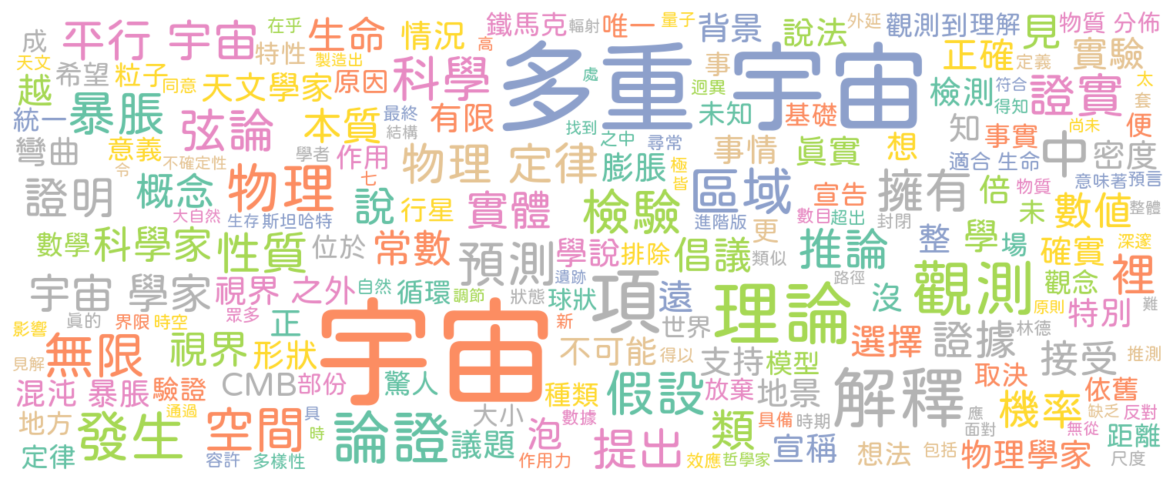 成 平行 宇宙 在乎 特性 生命 情況 鐵馬克 輻射 唯一 量子 背景 說法 外延 觀測到 理解 見 物質 分佈
天文 希望 粒子 製造出 高 科學 多重 宇宙 處 事 迥異 正確 定義 實驗
越 暴脹 同意 天文學家 原因 未知 基礎 檢測 符合 得知 證實 太 套
統一 弦論 本質 最終 結構 有限 找到 之中 尋常 知 事實 尚未 便
彎曲 意義 令 不確定性 學者 作用 物理 定律 膨脹 極 皆 事情 眞實 想 適合 生命 中 密度
證明 概念 物理 七 說 行星 實體 檢驗 區域 宣告 擁有 倍 物質 未 意味著 預言 數值 整體
大自然 生存 斯坦哈特 進階版 數目 超出 封閉
數學 科學家 性質 位於 常數 預測 學說 排除 倡議 更 類似 推論 整 學 場 確實 深邃 觀念
宇宙 學家 視界 之外 自然 循環 調節 遺跡 狀態 球狀 項 遠 路徑 理論 沒 觀測 裡 原則 特別 難
影響 眞的 界限 眾多 時空 正 宇宙 新 世界 選擇 證據 林德 推測
見解 無限 視界 形狀 不可能 得以 支持 模型 接受
混沌 暴脹 驗證 CMB 部份 驚人 種類 假設 放棄 地景 解釋 取決 依舊
地方 發生 通過 空間 具 時 論證 大小 議題 泡 數據 提出 類 具備 時期 應 面對 機率 缺乏 反對 無從 距離
定律 容許 多樣性 作用力 效應 哲學家 宣稱 想法 包括 物理學家 尺度